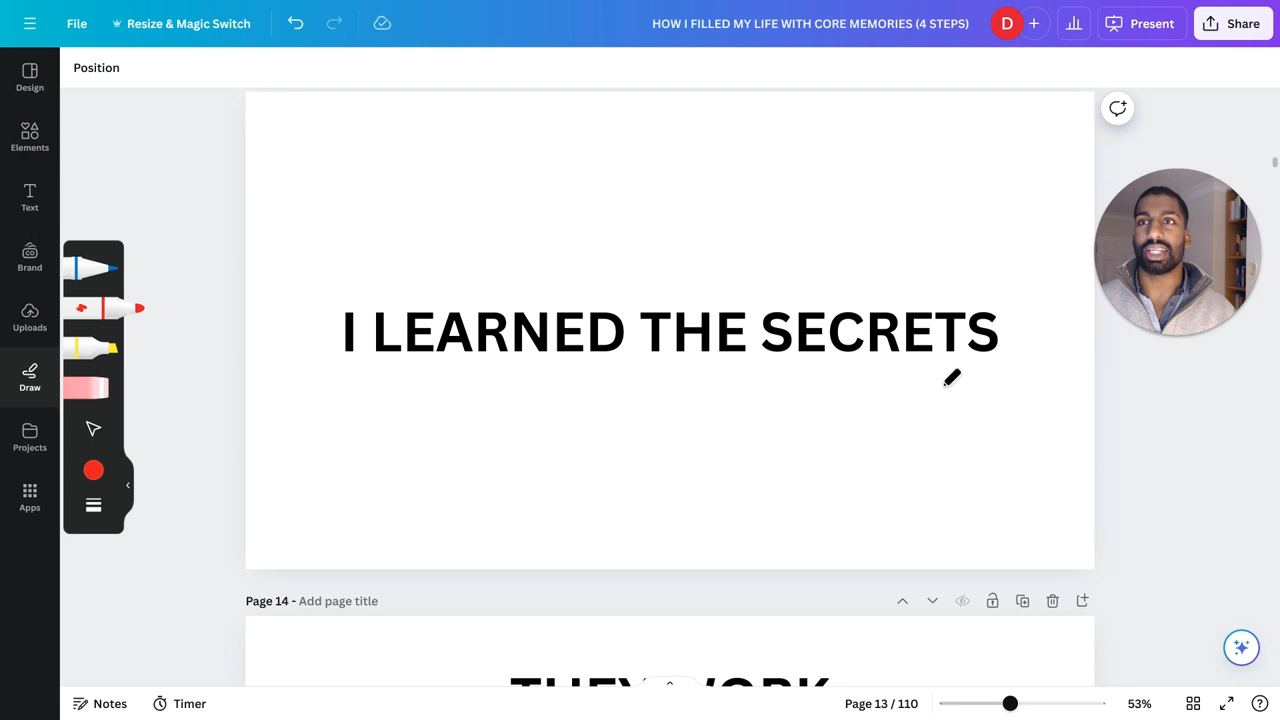 File
Resize & Magic Switch
HOW I FILLED MY LIFE WITH CORE MEMORIES (4 STEPS)
D
Present
Share
Position
Design
Elements
Text
Brand
Uploads
Draw
Projects
Apps
I LEARNED THE SECRETS
Page 14 - Add page title
Notes
Timer
Page 13 / 110
53%